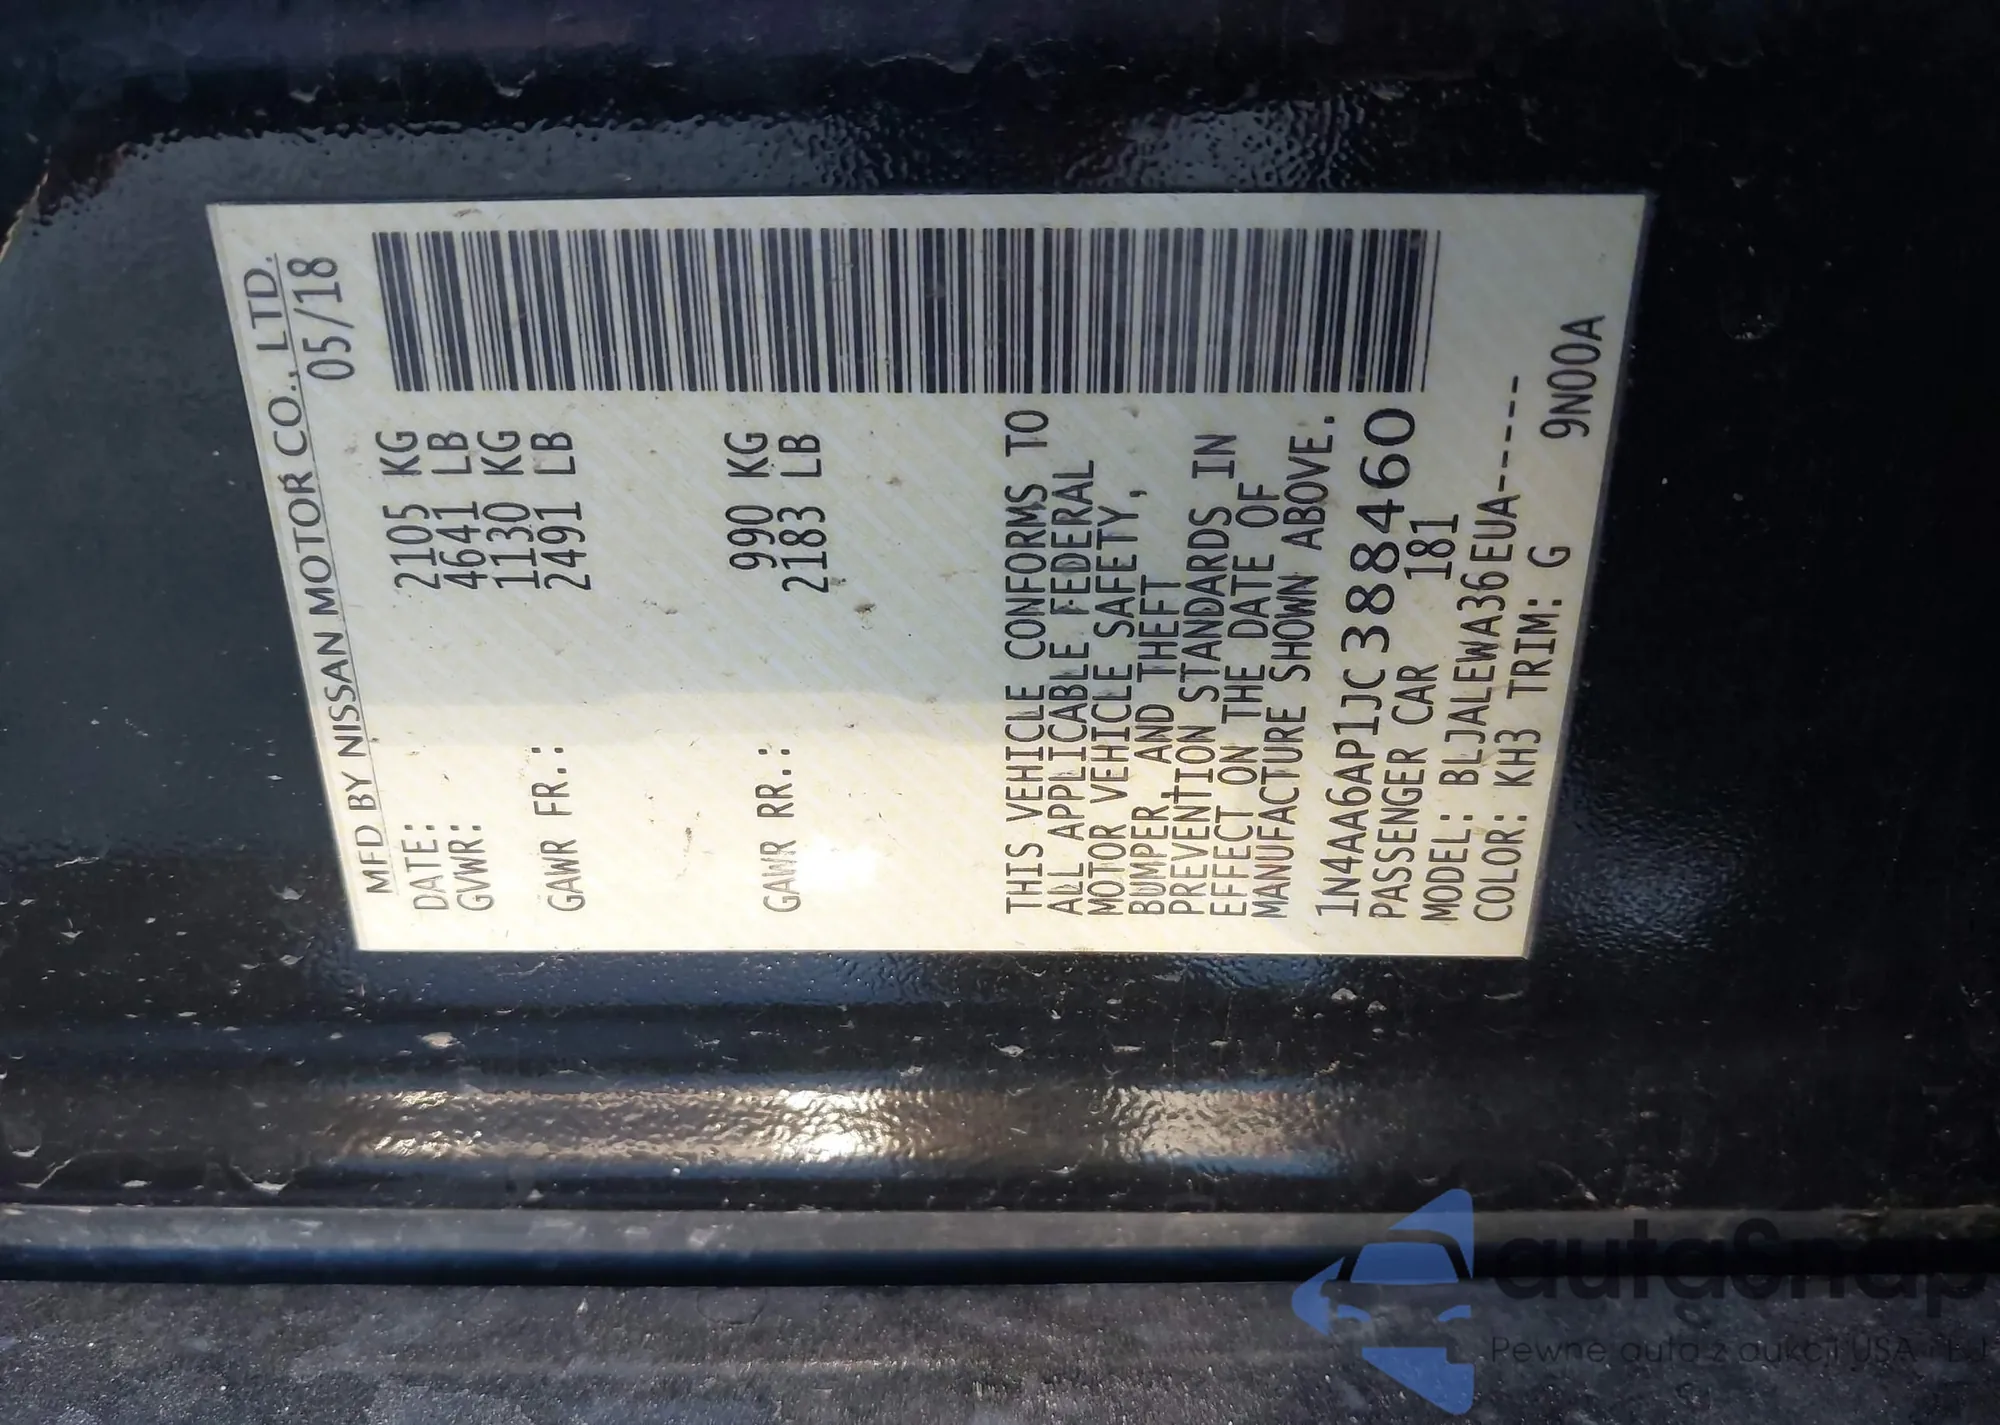 MFD BY NISSAN MOTOR CO., LTD.
DATE: 05/18
GVWR: 2105 KG
4641 LB
GAWR FR.: 1130 KG
2491 LB
GAWR RR.: 990 KG
2183 LB
THIS VEHICLE CONFORMS TO
ALL APPLICABLE FEDERAL
MOTOR VEHICLE SAFETY,
BUMPER, AND THEFT
PREVENTION STANDARDS IN
EFFECT ON THE DATE OF
MANUFACTURE SHOWN ABOVE.
1N4AA6AP1JC388460
PASSENGER CAR 181
MODEL: BLJALEWA36EUA-----
COLOR: KH3 TRIM: G 9N00A
autaSnap
Pewne auta z aukcji USA